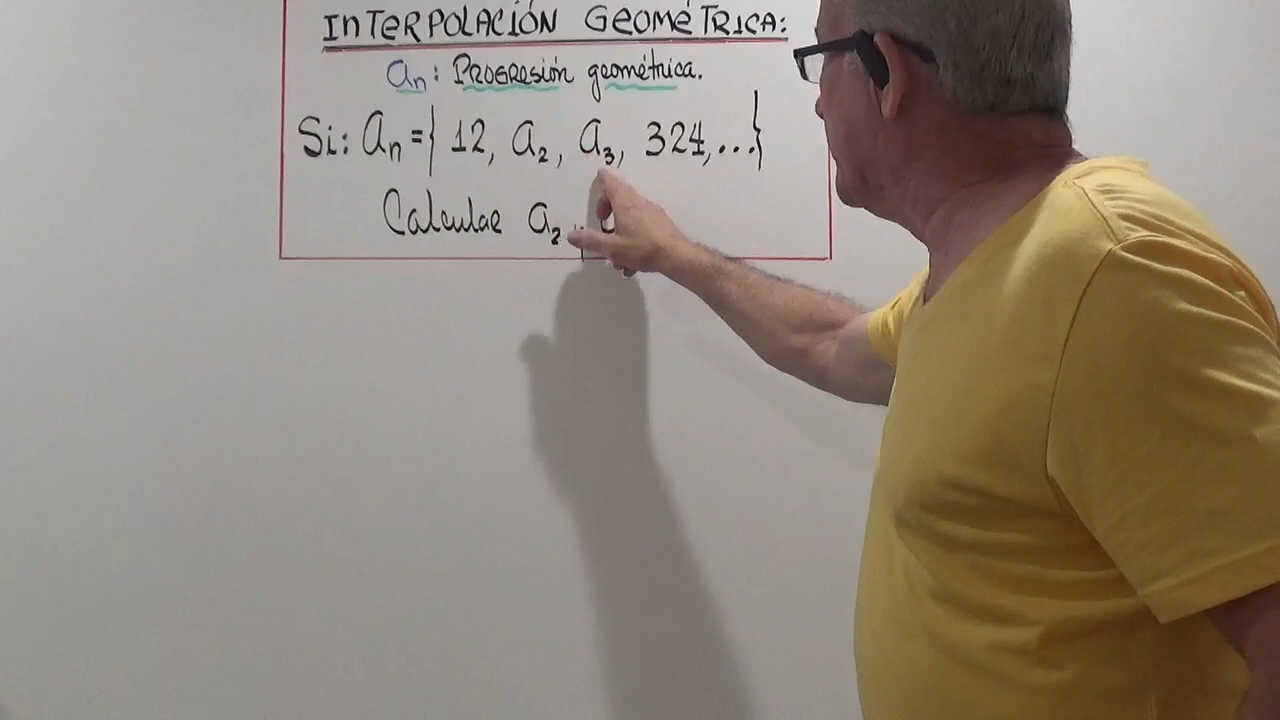 INTERPOLACIÓN GEOMÉTRICA:
an: PROGRESIÓN geométrica.
Si: an = { 12, a2, a3, 324, ...}
Calcular a2